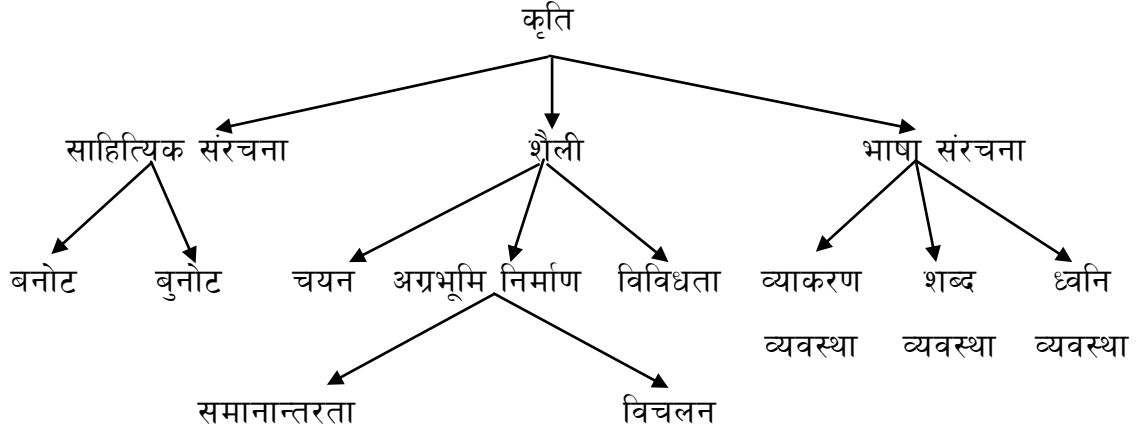 कृति
साहित्यिक संरचना शैली भाषा संरचना
बनोट बुनोट चयन अग्रभूमि निर्माण विविधता व्याकरण शब्द ध्वनि
व्यवस्था व्यवस्था व्यवस्था
समानान्तरता विचलन